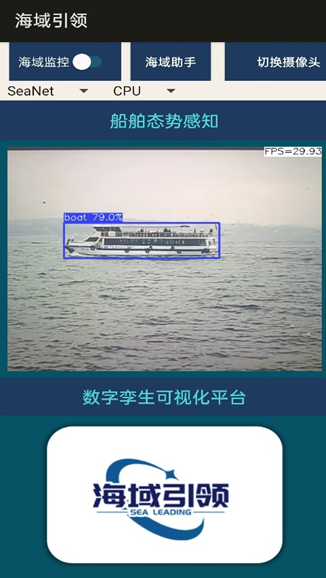 海域引领
海域监控
海域助手
切换摄像头
SeaNet
CPU
船舶态势感知
FPS=29.93
boat 79.0%
数字孪生可视化平台
海域引领
SEA LEADING